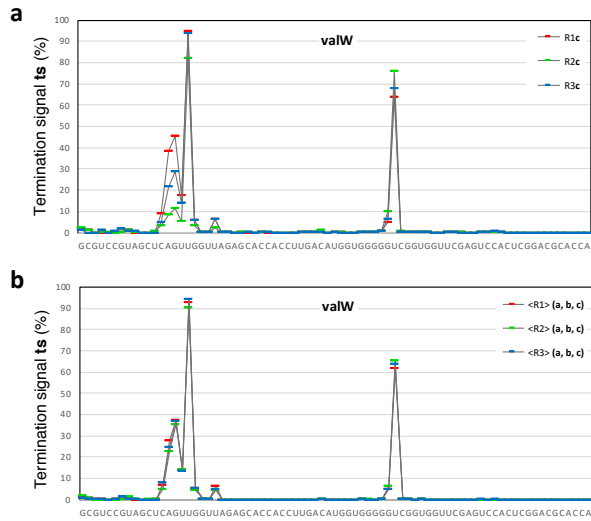 a
valW
Termination signal ts (%)
100
90
80
70
60
50
40
30
20
10
0
R1c
R2c
R3c
GCGUCCGUAGCUCAGUUGGUUAGAGCACCACCUUGACAUGGUGGGGGUCGGUGGUUCGAGUCCACUCGGACGCACCA
b
valW
Termination signal ts (%)
100
90
80
70
60
50
40
30
20
10
0
<R1> (a, b, c)
<R2> (a, b, c)
<R3> (a, b, c)
GCGUCCGUAGCUCAGUUGGUUAGAGCACCACCUUGACAUGGUGGGGGUCGGUGGUUCGAGUCCACUCGGACGCACCA